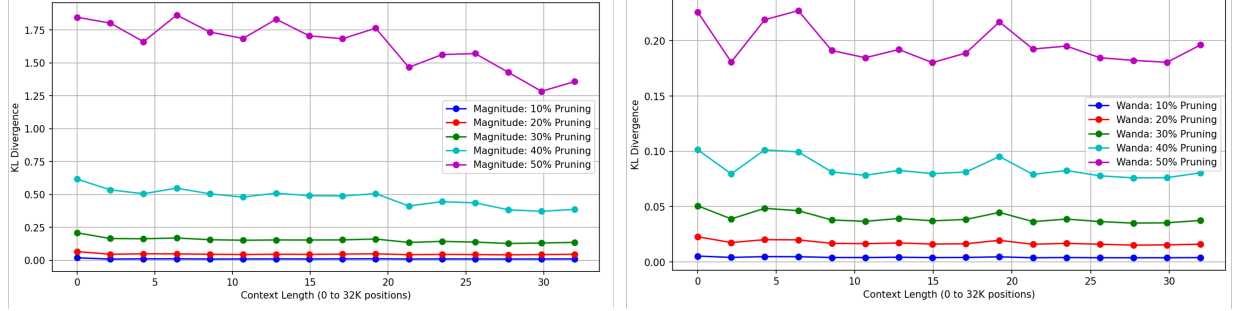 KL Divergence
1.75
1.50
1.25
1.00
0.75
0.50
0.25
0.00
Magnitude: 10% Pruning
Magnitude: 20% Pruning
Magnitude: 30% Pruning
Magnitude: 40% Pruning
Magnitude: 50% Pruning
0 5 10 15 20 25 30
Context Length (0 to 32K positions)
KL Divergence
0.20
0.15
0.10
0.05
0.00
Wanda: 10% Pruning
Wanda: 20% Pruning
Wanda: 30% Pruning
Wanda: 40% Pruning
Wanda: 50% Pruning
0 5 10 15 20 25 30
Context Length (0 to 32K positions)